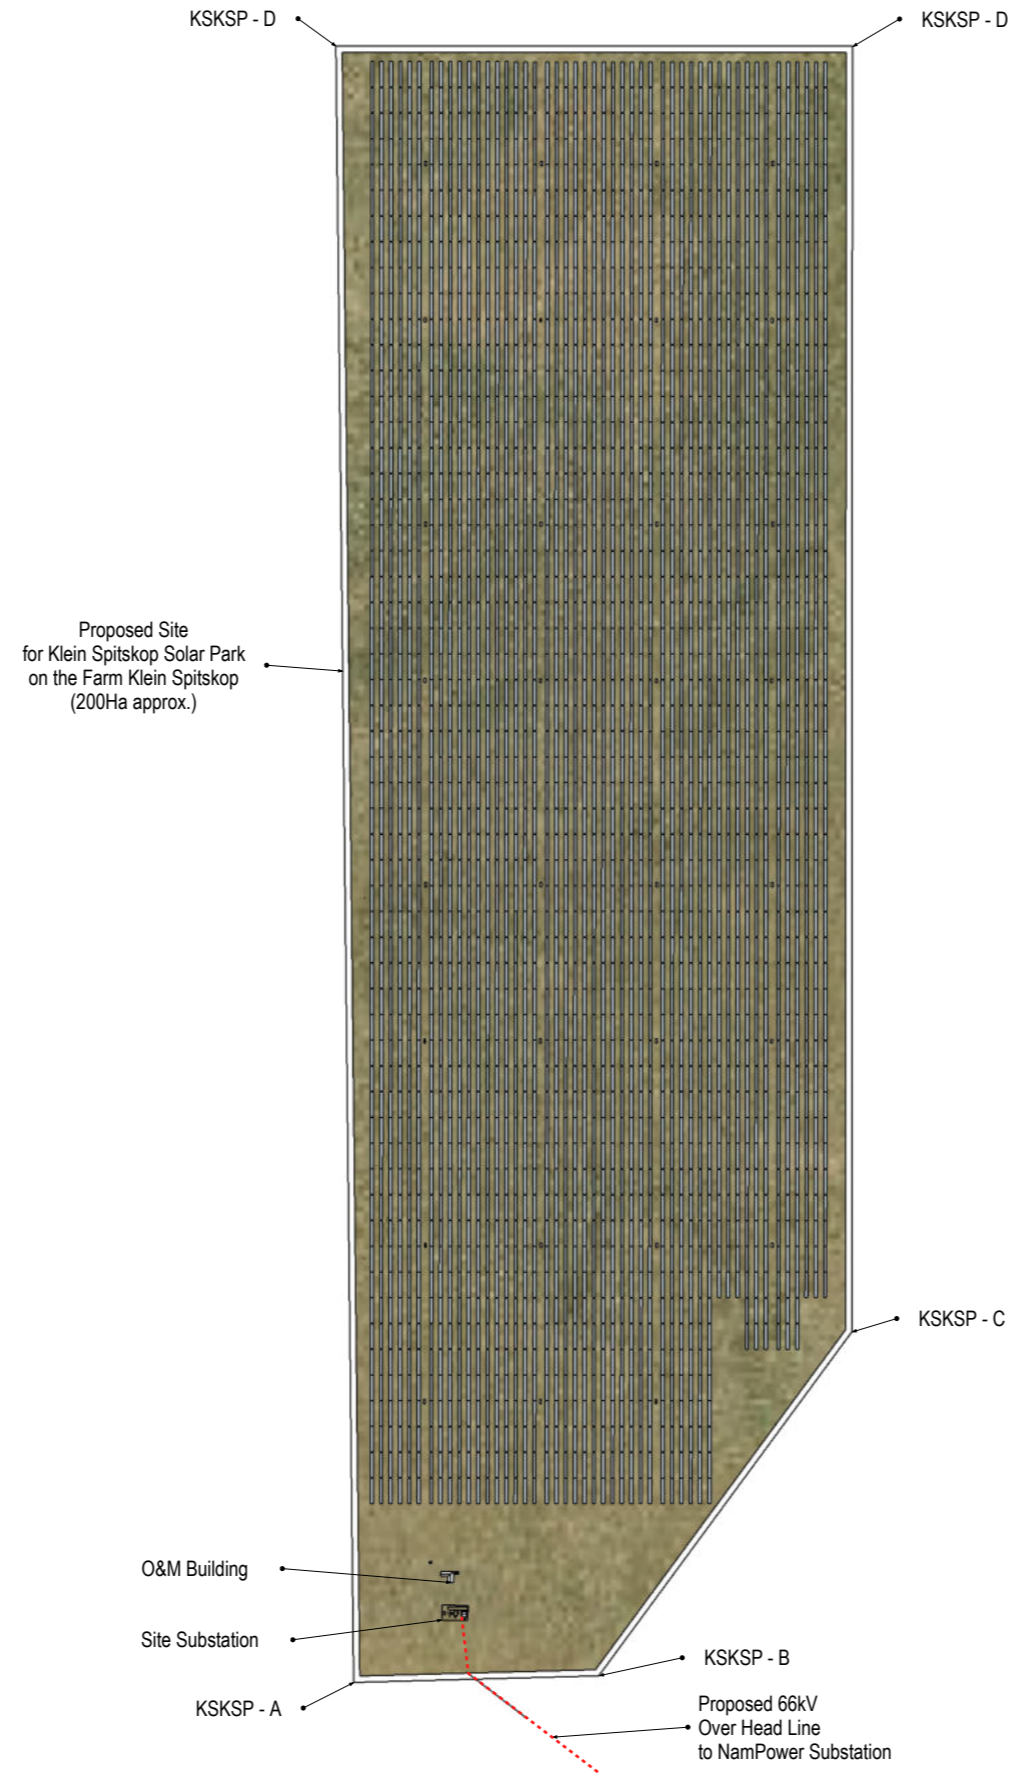 KSKSP - D
KSKSP - D
Proposed Site
for Klein Spitskop Solar Park
on the Farm Klein Spitskop
(200Ha approx.)
KSKSP - C
O&M Building
Site Substation
KSKSP - B
KSKSP - A
Proposed 66kV
Over Head Line
to NamPower Substation